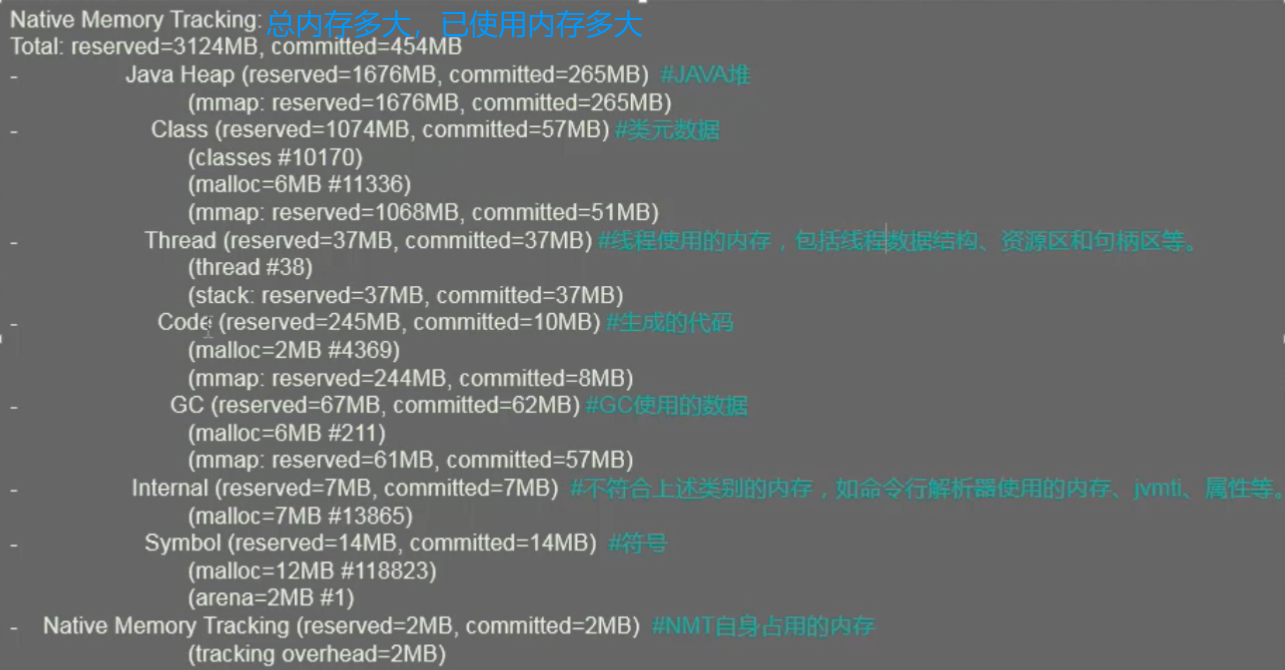 Native Memory Tracking: 总内存多大，已使用内存多大
Total: reserved=3124MB, committed=454MB
- Java Heap (reserved=1676MB, committed=265MB) #JAVA堆
(mmap: reserved=1676MB, committed=265MB)
- Class (reserved=1074MB, committed=57MB) #类元数据
(classes #10170)
(malloc=6MB #11336)
(mmap: reserved=1068MB, committed=51MB)
- Thread (reserved=37MB, committed=37MB) #线程使用的内存，包括线程数据结构、资源区和句柄区等。
(thread #38)
(stack: reserved=37MB, committed=37MB)
- Code (reserved=245MB, committed=10MB) #生成的代码
(malloc=2MB #4369)
(mmap: reserved=244MB, committed=8MB)
- GC (reserved=67MB, committed=62MB) #GC使用的数据
(malloc=6MB #211)
(mmap: reserved=61MB, committed=57MB)
- Internal (reserved=7MB, committed=7MB) #不符合上述类别的内存，如命令行解析器使用的内存、jvmti、属性等。
(malloc=7MB #13865)
- Symbol (reserved=14MB, committed=14MB) #符号
(malloc=12MB #118823)
(arena=2MB #1)
- Native Memory Tracking (reserved=2MB, committed=2MB) #NMT自身占用的内存
(tracking overhead=2MB)